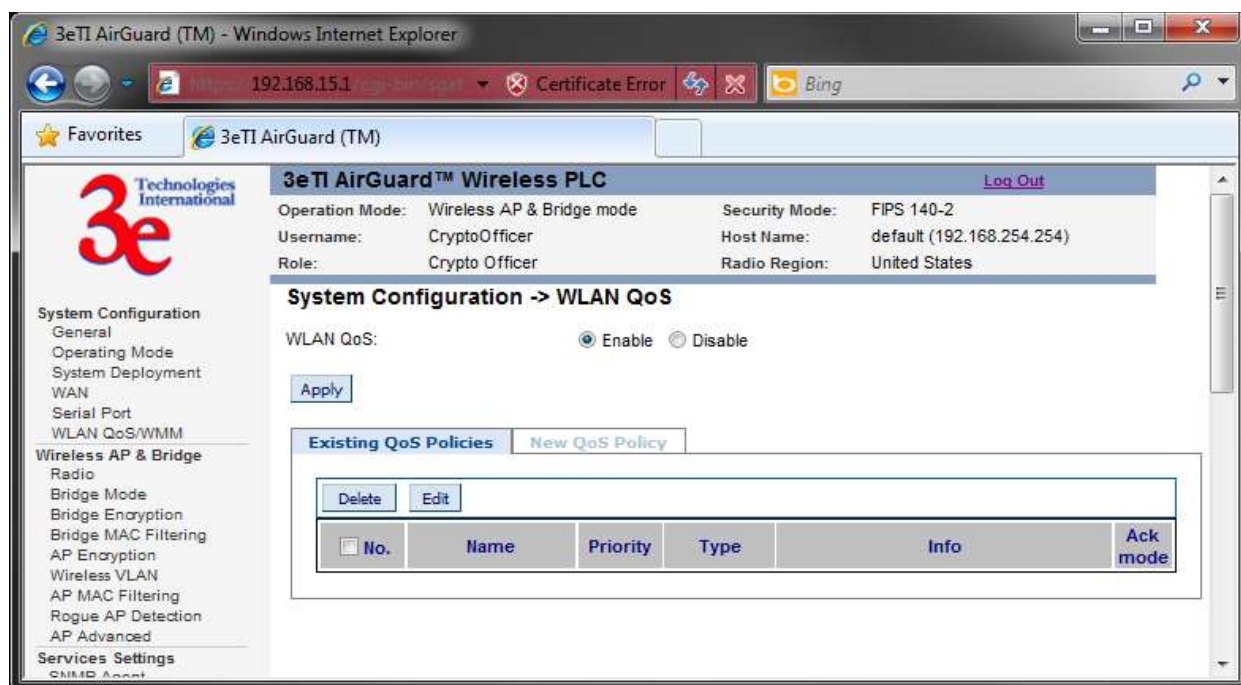 3eTI AirGuard (TM) - Windows Internet Explorer
192.168.15.1
Certificate Error
Bing
Favorites
3eTI AirGuard (TM)
3e Technologies International
3eTI AirGuard™ Wireless PLC
Log Out
Operation Mode: Wireless AP & Bridge mode Security Mode: FIPS 140-2
Username: CryptoOfficer Host Name: default (192.168.254.254)
Role: Crypto Officer Radio Region: United States
System Configuration
General
Operating Mode
System Deployment
WAN
Serial Port
WLAN QoS/WMM
Wireless AP & Bridge
Radio
Bridge Mode
Bridge Encryption
Bridge MAC Filtering
AP Encryption
Wireless VLAN
AP MAC Filtering
Rogue AP Detection
AP Advanced
Services Settings
SNMP Agent
System Configuration -> WLAN QoS
WLAN QoS: Enable Disable
Apply
Existing QoS Policies New QoS Policy
Delete Edit
No. Name Priority Type Info Ack mode